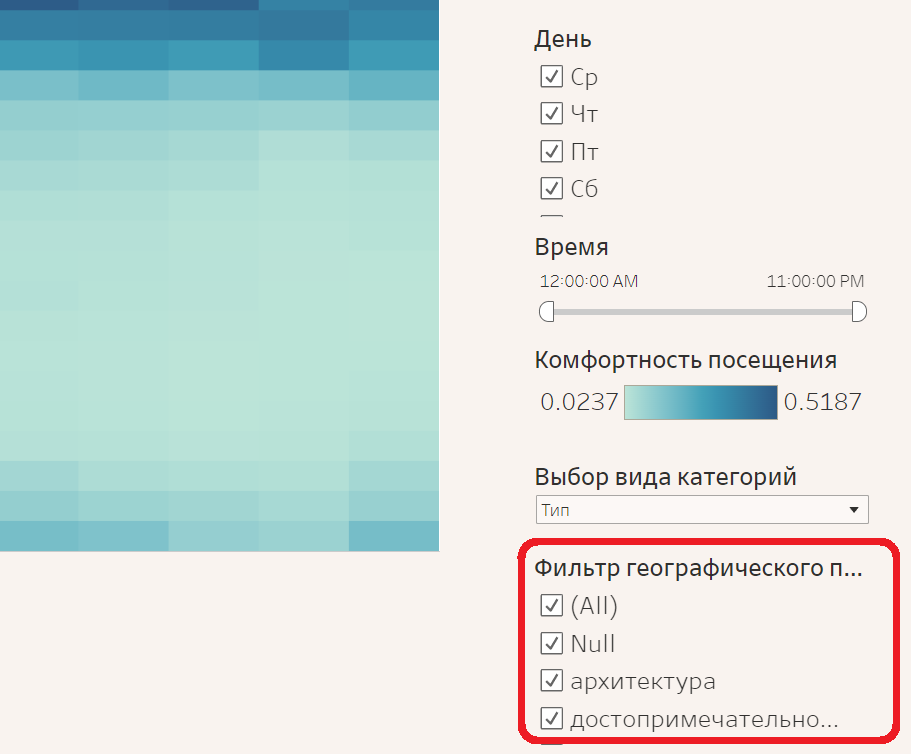 День
Ср
Чт
Пт
Сб
Время
12:00:00 AM 11:00:00 PM
Комфортность посещения
0.0237 0.5187
Выбор вида категорий
Тип
Фильтр географического п...
(All)
Null
архитектура
достопримечательно...